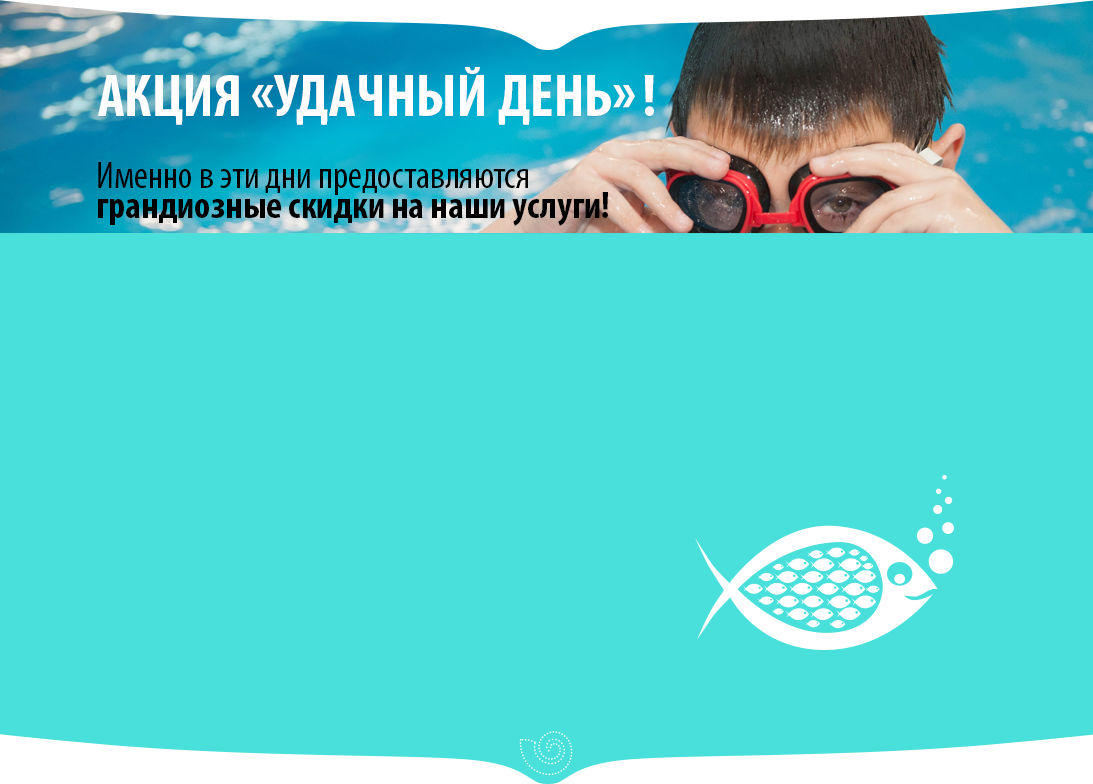 АКЦИЯ «УДАЧНЫЙ ДЕНЬ» !
Именно в эти дни предоставляются
грандиозные скидки на наши услуги!